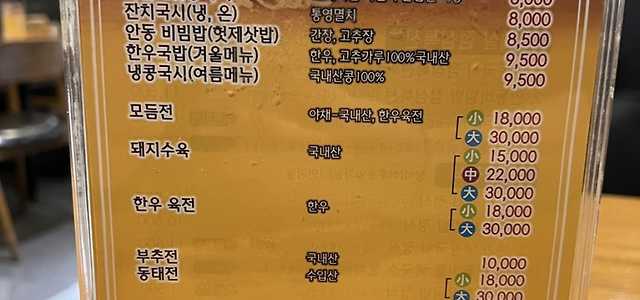 잔치국시(냉, 온) 통영멸치 8,000
안동 비빔밥(헛제삿밥) 간장, 고추장 8,500
한우국밥(겨울메뉴) 한우, 고추가루100%국내산 9,500
냉콩국시(여름메뉴) 국내산콩100% 9,500
모듬전 야채-국내산, 한우육전 小 18,000
大 30,000
돼지수육 국내산 小 15,000
中 22,000
大 30,000
한우 육전 한우 小 18,000
大 30,000
부추전 국내산 10,000
동태전 수입산 小 18,000
大 30,000